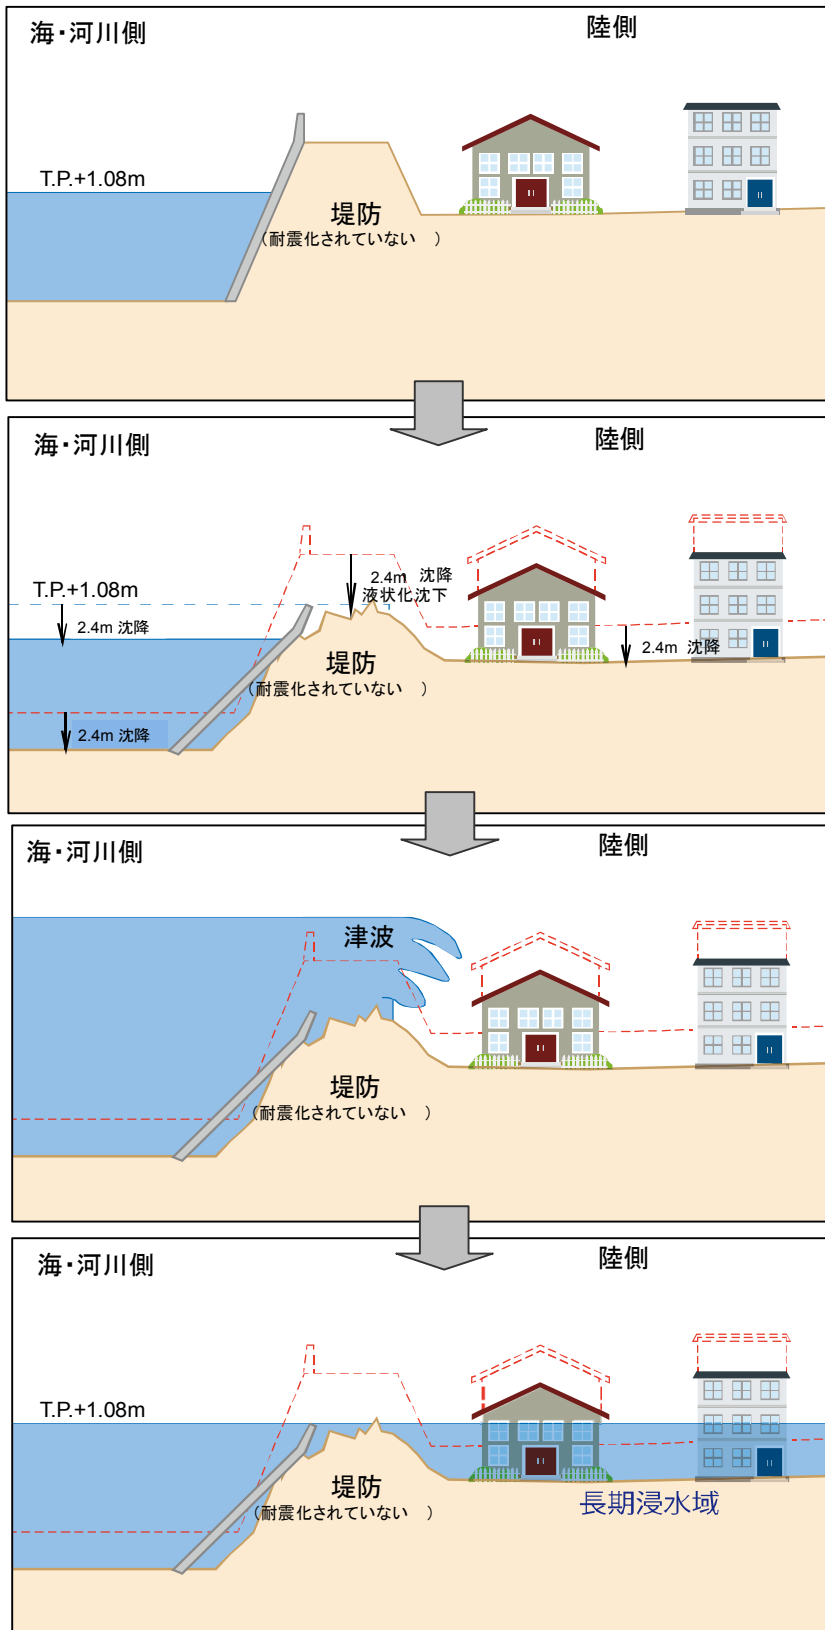 海・河川側
陸側
T.P.+1.08m
堤防
(耐震化されていない )
海・河川側
陸側
T.P.+1.08m
2.4m 沈降
2.4m 沈降
液状化沈下
2.4m 沈降
堤防
(耐震化されていない )
2.4m 沈降
海・河川側
陸側
津波
堤防
(耐震化されていない )
海・河川側
陸側
T.P.+1.08m
堤防
(耐震化されていない )
長期浸水域